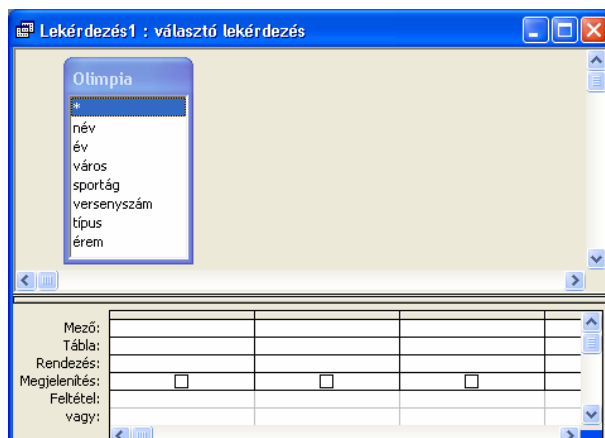 Lekérdezés1 : választó lekérdezés
Olimpia
*
név
év
város
sportág
versenyszám
típus
érem
Mező:
Tábla:
Rendezés:
Megjelenítés:
Feltétel:
vagy: